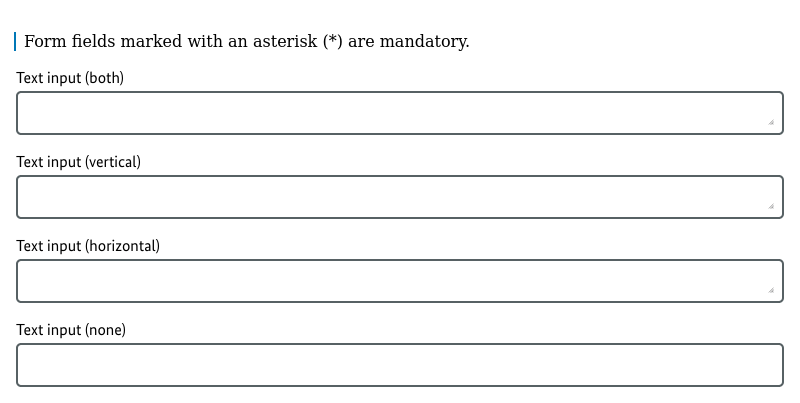 Form fields marked with an asterisk (*) are mandatory.
Text input (both)
Text input (vertical)
Text input (horizontal)
Text input (none)